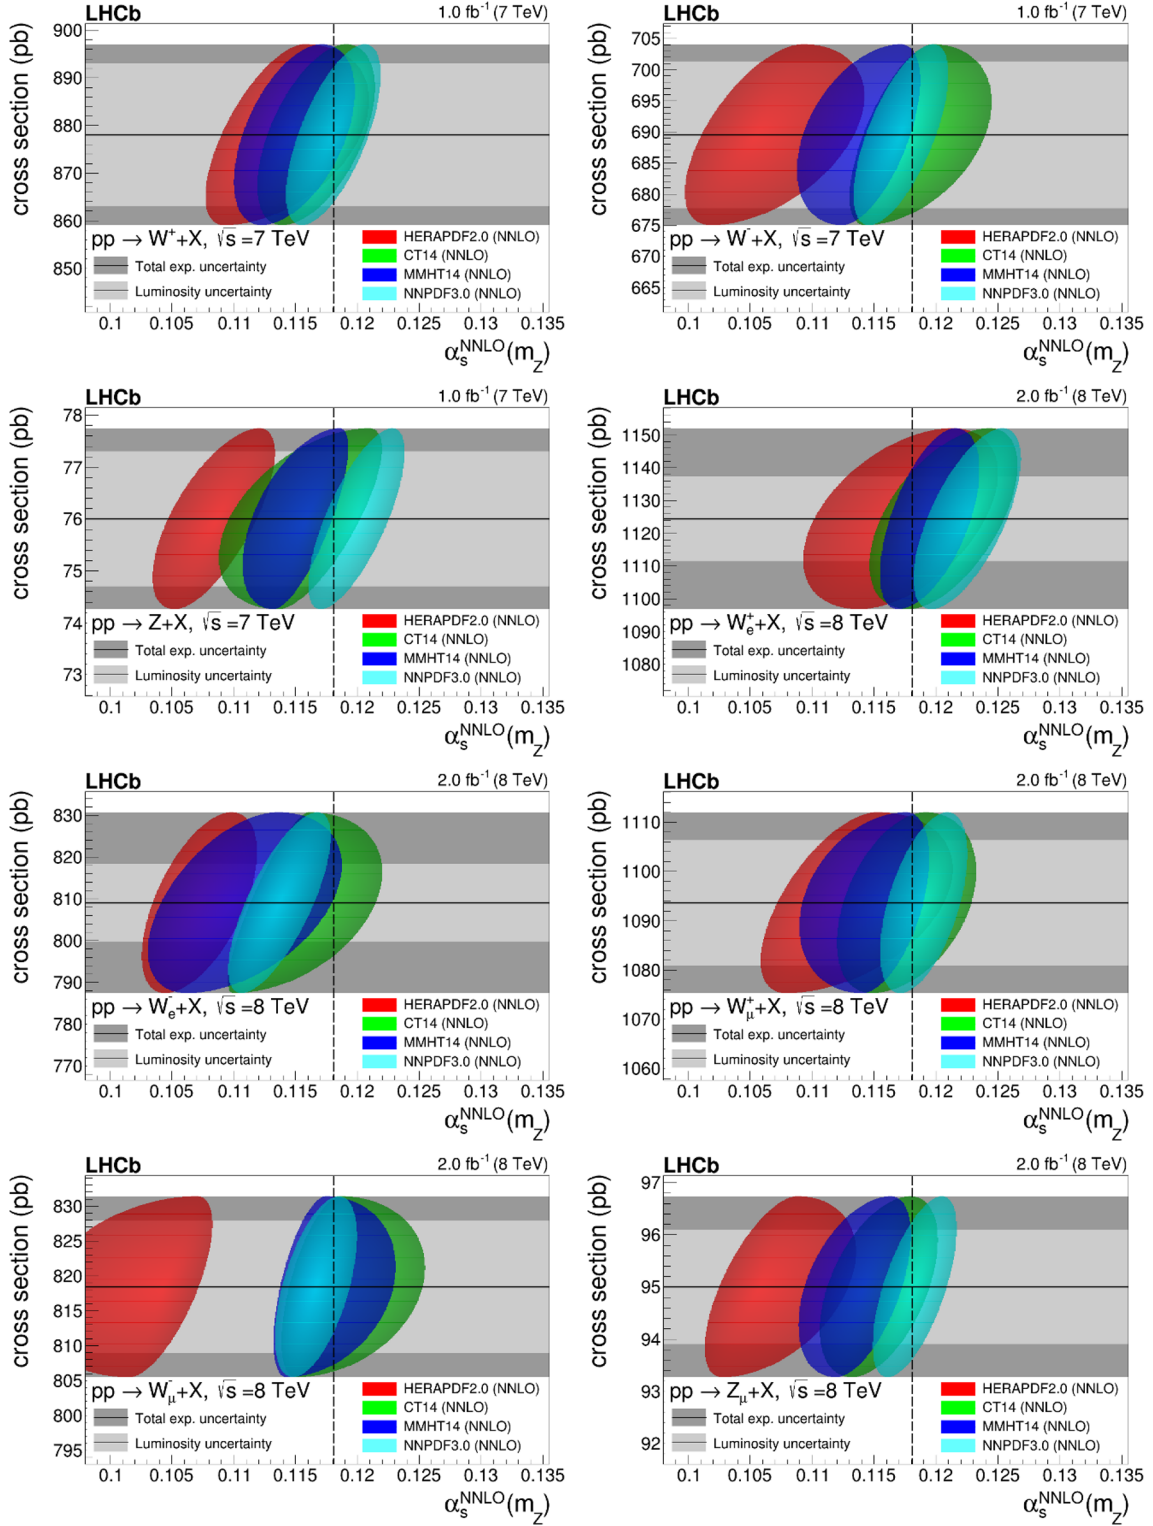 LHCb 1.0 fb⁻¹ (7 TeV)
cross section (pb)
900
890
880
870
860
850
pp → W⁺+X, √s =7 TeV
Total exp. uncertainty
Luminosity uncertainty
HERAPDF2.0 (NNLO)
CT14 (NNLO)
MMHT14 (NNLO)
NNPDF3.0 (NNLO)
0.1 0.105 0.11 0.115 0.12 0.125 0.13 0.135
αₛᴺᴺᴸᴼ(m_Z)
LHCb 1.0 fb⁻¹ (7 TeV)
cross section (pb)
705
700
695
690
685
680
675
670
665
pp → W⁻+X, √s =7 TeV
Total exp. uncertainty
Luminosity uncertainty
HERAPDF2.0 (NNLO)
CT14 (NNLO)
MMHT14 (NNLO)
NNPDF3.0 (NNLO)
0.1 0.105 0.11 0.115 0.12 0.125 0.13 0.135
αₛᴺᴺᴸᴼ(m_Z)
LHCb 1.0 fb⁻¹ (7 TeV)
cross section (pb)
78
77
76
75
74
73
pp → Z+X, √s =7 TeV
Total exp. uncertainty
Luminosity uncertainty
HERAPDF2.0 (NNLO)
CT14 (NNLO)
MMHT14 (NNLO)
NNPDF3.0 (NNLO)
0.1 0.105 0.11 0.115 0.12 0.125 0.13 0.135
αₛᴺᴺᴸᴼ(m_Z)
LHCb 2.0 fb⁻¹ (8 TeV)
cross section (pb)
1150
1140
1130
1120
1110
1100
1090
1080
pp → W⁺ₑ+X, √s =8 TeV
Total exp. uncertainty
Luminosity uncertainty
HERAPDF2.0 (NNLO)
CT14 (NNLO)
MMHT14 (NNLO)
NNPDF3.0 (NNLO)
0.1 0.105 0.11 0.115 0.12 0.125 0.13 0.135
αₛᴺᴺᴸᴼ(m_Z)
LHCb 2.0 fb⁻¹ (8 TeV)
cross section (pb)
830
820
810
800
790
780
770
pp → W⁻ₑ+X, √s =8 TeV
Total exp. uncertainty
Luminosity uncertainty
HERAPDF2.0 (NNLO)
CT14 (NNLO)
MMHT14 (NNLO)
NNPDF3.0 (NNLO)
0.1 0.105 0.11 0.115 0.12 0.125 0.13 0.135
αₛᴺᴺᴸᴼ(m_Z)
LHCb 2.0 fb⁻¹ (8 TeV)
cross section (pb)
1110
1100
1090
1080
1070
1060
pp → W⁺_μ+X, √s =8 TeV
Total exp. uncertainty
Luminosity uncertainty
HERAPDF2.0 (NNLO)
CT14 (NNLO)
MMHT14 (NNLO)
NNPDF3.0 (NNLO)
0.1 0.105 0.11 0.115 0.12 0.125 0.13 0.135
αₛᴺᴺᴸᴼ(m_Z)
LHCb 2.0 fb⁻¹ (8 TeV)
cross section (pb)
830
825
820
815
810
805
800
795
pp → W⁻_μ+X, √s =8 TeV
Total exp. uncertainty
Luminosity uncertainty
HERAPDF2.0 (NNLO)
CT14 (NNLO)
MMHT14 (NNLO)
NNPDF3.0 (NNLO)
0.1 0.105 0.11 0.115 0.12 0.125 0.13 0.135
αₛᴺᴺᴸᴼ(m_Z)
LHCb 2.0 fb⁻¹ (8 TeV)
cross section (pb)
97
96
95
94
93
92
pp → Z_μ+X, √s =8 TeV
Total exp. uncertainty
Luminosity uncertainty
HERAPDF2.0 (NNLO)
CT14 (NNLO)
MMHT14 (NNLO)
NNPDF3.0 (NNLO)
0.1 0.105 0.11 0.115 0.12 0.125 0.13 0.135
αₛᴺᴺᴸᴼ(m_Z)